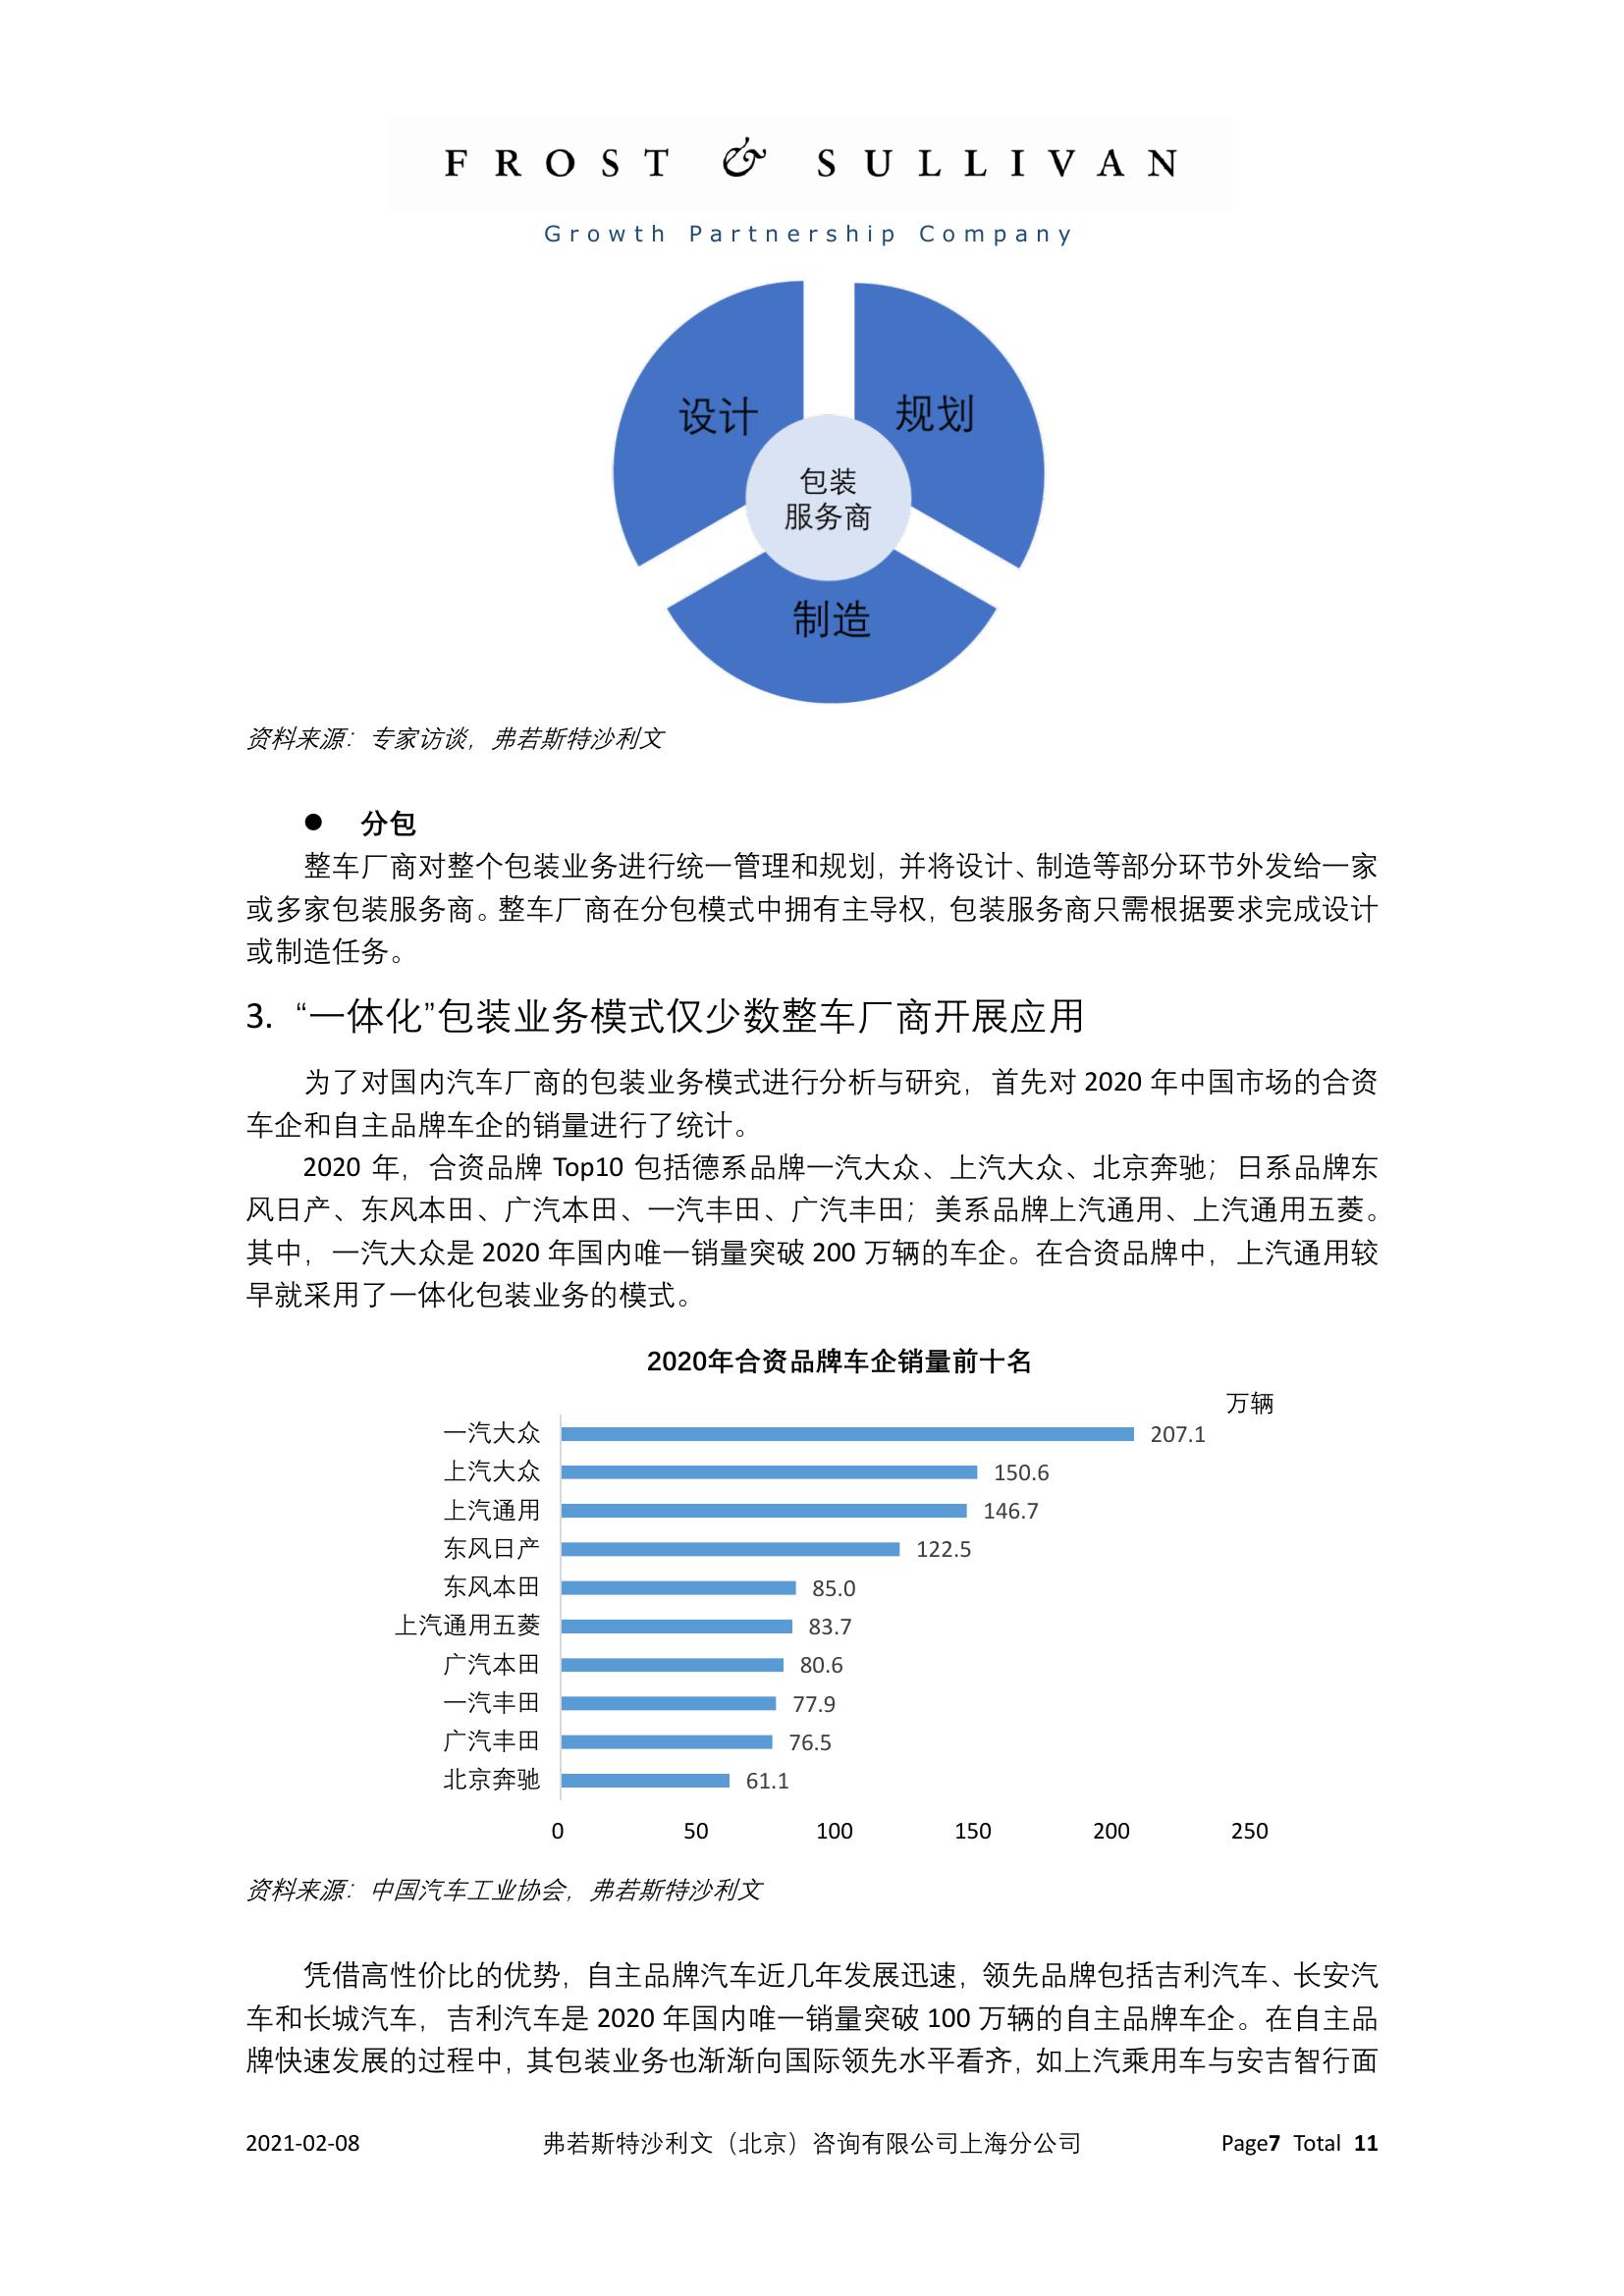 FROST & SULLIVAN
Growth Partnership Company
设计
规划
包装
服务商
制造
资料来源：专家访谈，弗若斯特沙利文
● 分包
整车厂商对整个包装业务进行统一管理和规划，并将设计、制造等部分环节外发给一家
或多家包装服务商。整车厂商在分包模式中拥有主导权，包装服务商只需根据要求完成设计
或制造任务。
3. “一体化”包装业务模式仅少数整车厂商开展应用
为了对国内汽车厂商的包装业务模式进行分析与研究，首先对 2020 年中国市场的合资
车企和自主品牌车企的销量进行了统计。
2020 年，合资品牌 Top10 包括德系品牌一汽大众、上汽大众、北京奔驰；日系品牌东
风日产、东风本田、广汽本田、一汽丰田、广汽丰田；美系品牌上汽通用、上汽通用五菱。
其中，一汽大众是 2020 年国内唯一销量突破 200 万辆的车企。在合资品牌中，上汽通用较
早就采用了一体化包装业务的模式。
2020年合资品牌车企销量前十名
万辆
一汽大众 207.1
上汽大众 150.6
上汽通用 146.7
东风日产 122.5
东风本田 85.0
上汽通用五菱 83.7
广汽本田 80.6
一汽丰田 77.9
广汽丰田 76.5
北京奔驰 61.1
0 50 100 150 200 250
资料来源：中国汽车工业协会，弗若斯特沙利文
凭借高性价比的优势，自主品牌汽车近几年发展迅速，领先品牌包括吉利汽车、长安汽
车和长城汽车，吉利汽车是 2020 年国内唯一销量突破 100 万辆的自主品牌车企。在自主品
牌快速发展的过程中，其包装业务也渐渐向国际领先水平看齐，如上汽乘用车与安吉智行面
2021-02-08 弗若斯特沙利文（北京）咨询有限公司上海分公司 Page7 Total 11